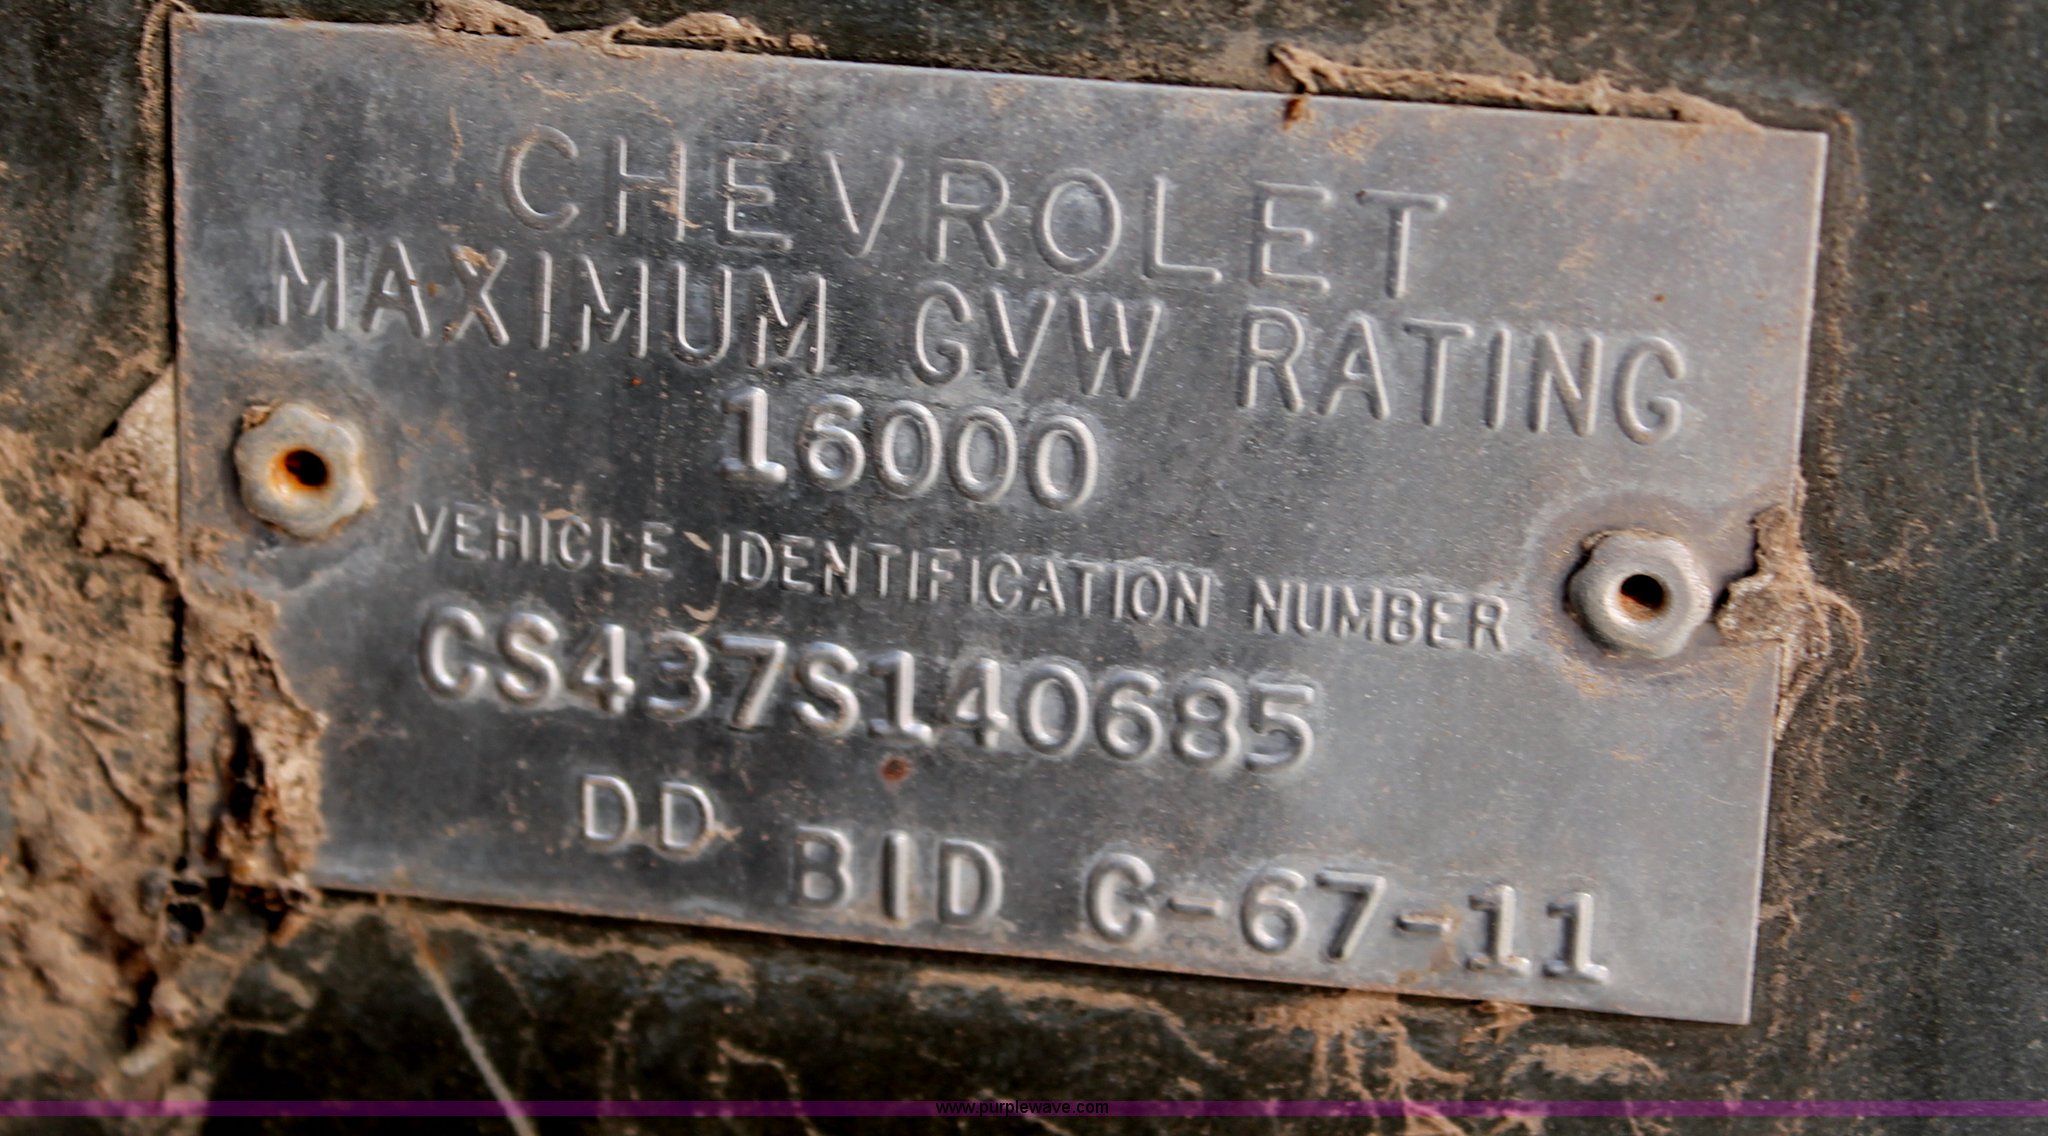 CHEVROLET
MAXIMUM GVW RATING
16000
VEHICLE IDENTIFICATION NUMBER
CS437S140685
DD BID C-67-11
www.purplewave.com